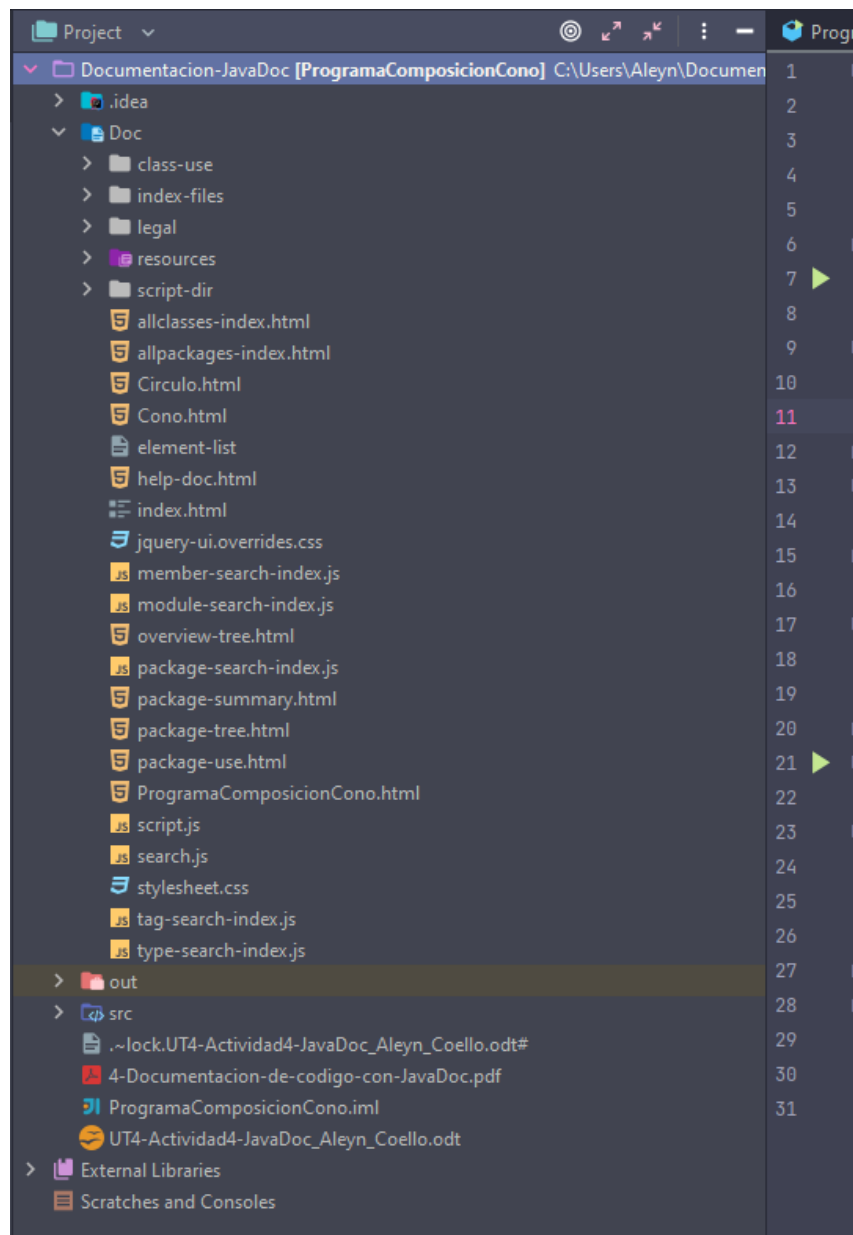 Project
Progr
Documentacion-JavaDoc [ProgramaComposicionCono] C:\Users\Aleyn\Documen
.idea
Doc
class-use
index-files
legal
resources
script-dir
allclasses-index.html
allpackages-index.html
Circulo.html
Cono.html
element-list
help-doc.html
index.html
jquery-ui.overrides.css
member-search-index.js
module-search-index.js
overview-tree.html
package-search-index.js
package-summary.html
package-tree.html
package-use.html
ProgramaComposicionCono.html
script.js
search.js
stylesheet.css
tag-search-index.js
type-search-index.js
out
src
.~lock.UT4-Actividad4-JavaDoc_Aleyn_Coello.odt#
4-Documentacion-de-codigo-con-JavaDoc.pdf
ProgramaComposicionCono.iml
UT4-Actividad4-JavaDoc_Aleyn_Coello.odt
External Libraries
Scratches and Consoles
1
2
3
4
5
6
7
8
9
10
11
12
13
14
15
16
17
18
19
20
21
22
23
24
25
26
27
28
29
30
31